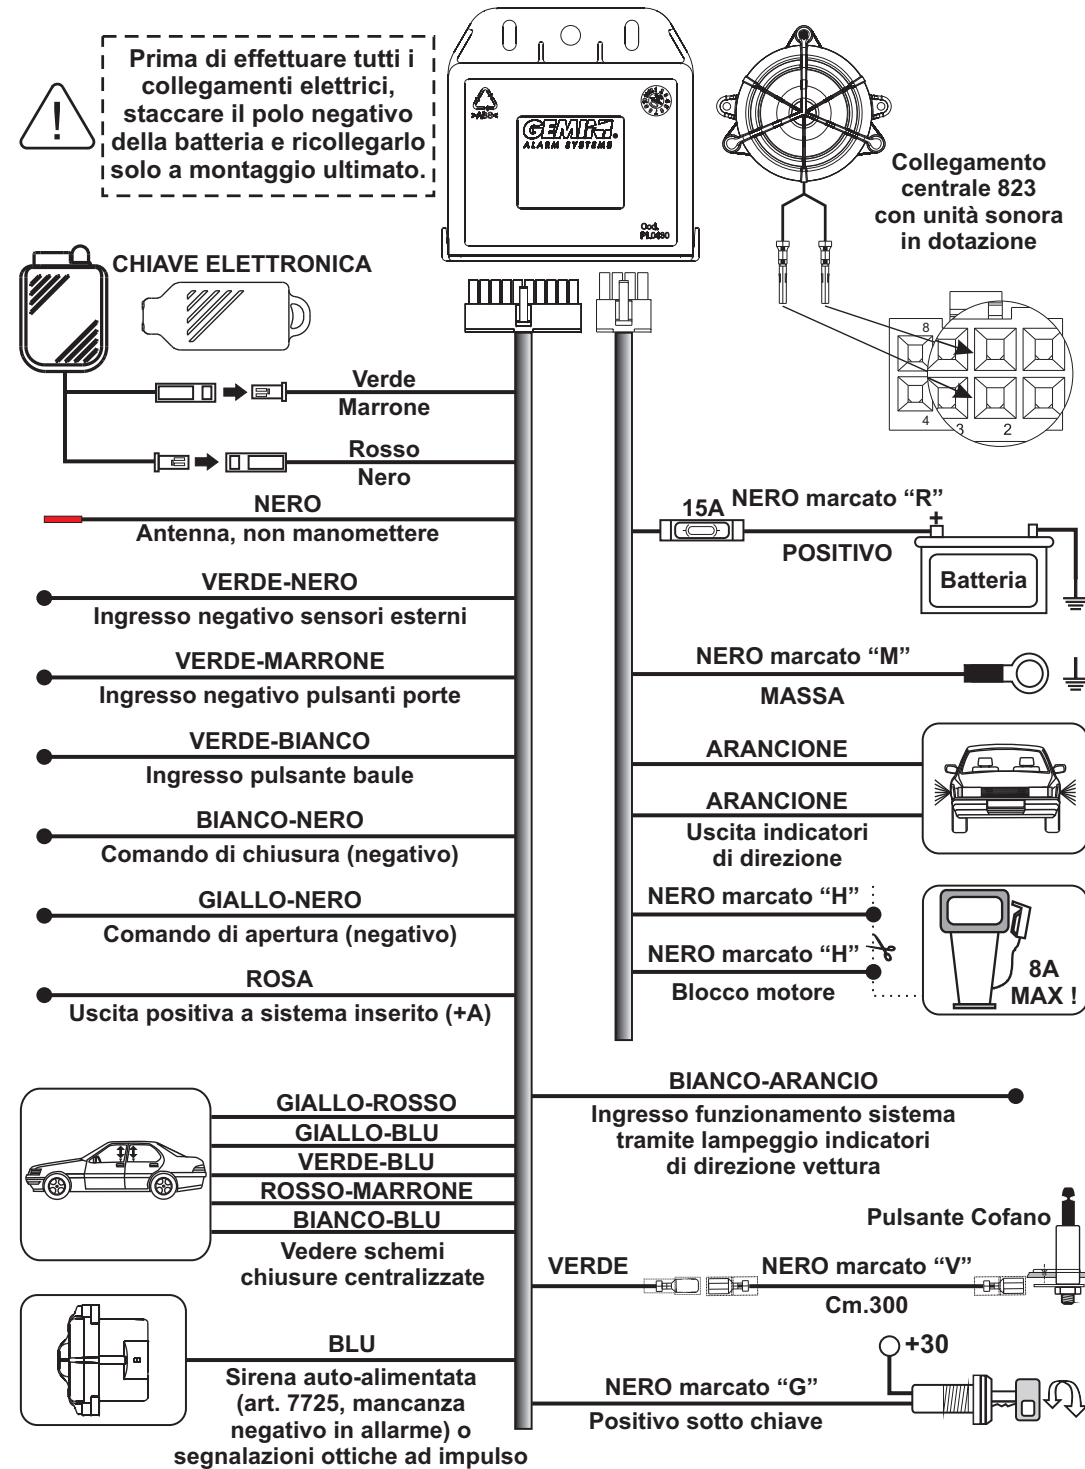 Prima di effettuare tutti i
collegamenti elettrici,
staccare il polo negativo
della batteria e ricollegarlo
solo a montaggio ultimato.
!
>ABS<
GEMINI.
ALARM SYSTEMS
Cod.
Collegamento
centrale 823
con unità sonora
in dotazione
8
4
3
2
CHIAVE ELETTRONICA
Verde
Marrone
Rosso
Nero
NERO
Antenna, non manomettere
VERDE-NERO
Ingresso negativo sensori esterni
VERDE-MARRONE
Ingresso negativo pulsanti porte
VERDE-BIANCO
Ingresso pulsante baule
BIANCO-NERO
Comando di chiusura (negativo)
GIALLO-NERO
Comando di apertura (negativo)
ROSA
Uscita positiva a sistema inserito (+A)
GIALLO-ROSSO
GIALLO-BLU
VERDE-BLU
ROSSO-MARRONE
BIANCO-BLU
Vedere schemi
chiusure centralizzate
BLU
Sirena auto-alimentata
(art. 7725, mancanza
negativo in allarme) o
segnalazioni ottiche ad impulso
15A
NERO marcato “R”
+
POSITIVO
Batteria
NERO marcato “M”
MASSA
ARANCIONE
ARANCIONE
Uscita indicatori
di direzione
NERO marcato “H”
NERO marcato “H”
Blocco motore
8A
MAX !
BIANCO-ARANCIO
Ingresso funzionamento sistema
tramite lampeggio indicatori
di direzione vettura
Pulsante Cofano
VERDE
NERO marcato “V”
Cm.300
+30
NERO marcato “G”
Positivo sotto chiave